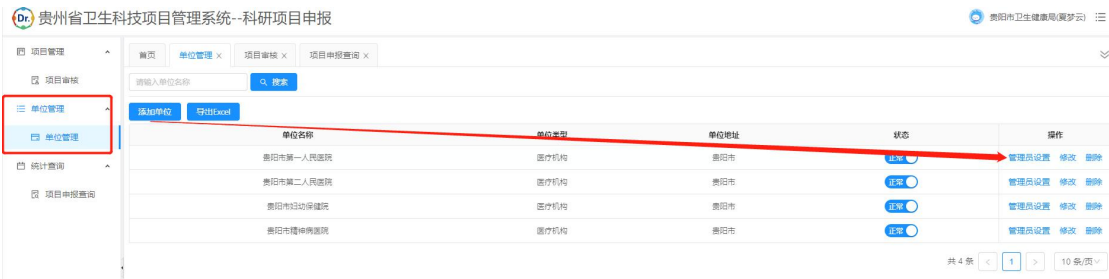 Dr. 贵州省卫生科技项目管理系统--科研项目申报
贵阳市卫生健康局(夏梦云)
项目管理
项目审核
单位管理
单位管理
统计查询
项目申报查询
首页 单位管理 × 项目审核 × 项目申报查询 ×
请输入单位名称 搜索
添加单位 导出Excel
单位名称 单位类型 单位地址 状态 操作
贵阳市第一人民医院 医疗机构 贵阳市 正常 管理员设置 修改 删除
贵阳市第二人民医院 医疗机构 贵阳市 正常 管理员设置 修改 删除
贵阳市妇幼保健院 医疗机构 贵阳市 正常 管理员设置 修改 删除
贵阳市精神病医院 医疗机构 贵阳市 正常 管理员设置 修改 删除
共 4 条 < 1 > 10 条/页